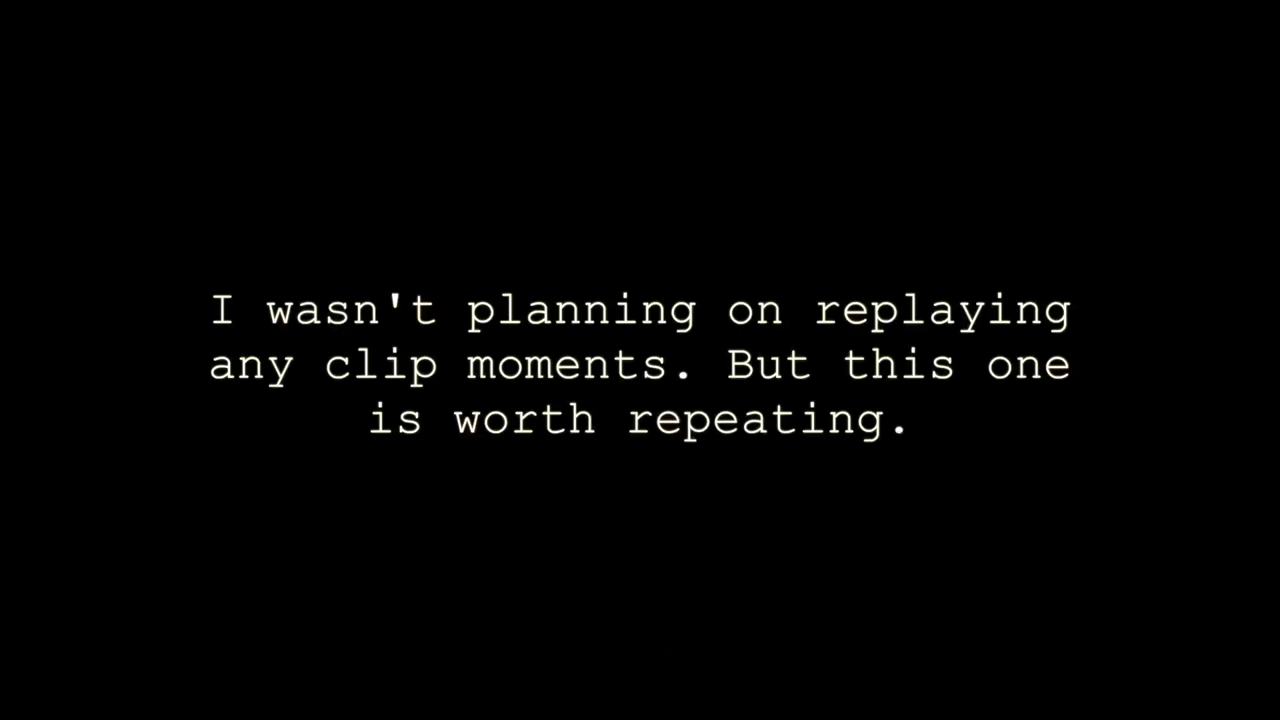 I wasn't planning on replaying
any clip moments. But this one
is worth repeating.